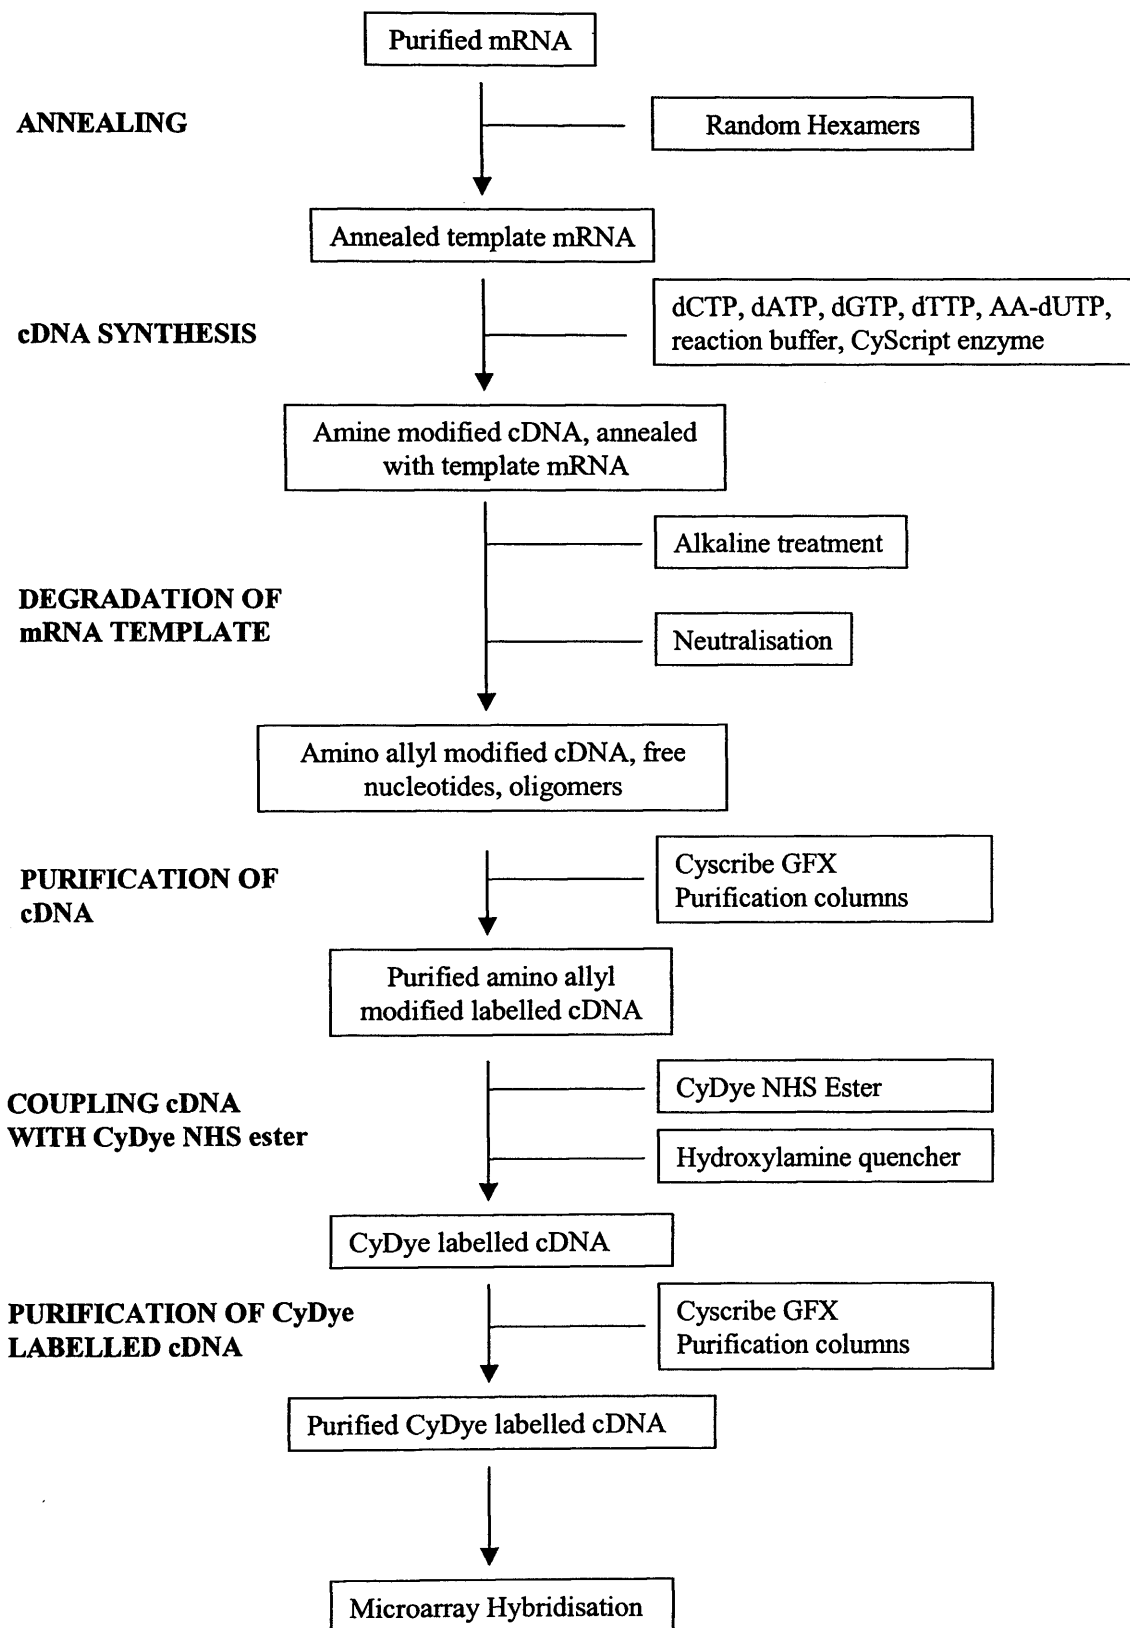 Purified mRNA
ANNEALING
Random Hexamers
Annealed template mRNA
cDNA SYNTHESIS
dCTP, dATP, dGTP, dTTP, AA-dUTP,
reaction buffer, CyScript enzyme
Amine modified cDNA, annealed
with template mRNA
Alkaline treatment
DEGRADATION OF
mRNA TEMPLATE
Neutralisation
Amino allyl modified cDNA, free
nucleotides, oligomers
PURIFICATION OF
cDNA
Cyscribe GFX
Purification columns
Purified amino allyl
modified labelled cDNA
COUPLING cDNA
WITH CyDye NHS ester
CyDye NHS Ester
Hydroxylamine quencher
CyDye labelled cDNA
PURIFICATION OF CyDye
LABELLED cDNA
Cyscribe GFX
Purification columns
Purified CyDye labelled cDNA
Microarray Hybridisation